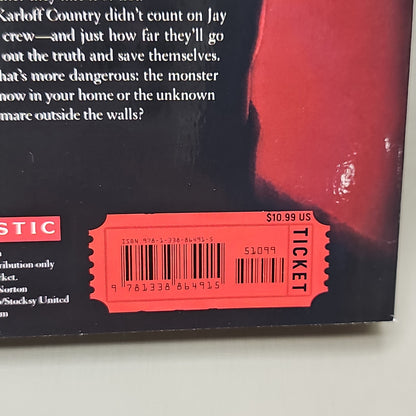 Karloff Country didn't count on Jay
crew—and just how far they'll go
out the truth and save themselves.
more dangerous: the monster
now in your home or the unknown
mare outside the walls?
STIC
$10.99 US
ISBN 978-1-338-86491-5
51099
TICKET
9 781338 864915
ribution only
ket.
Norton
o/Stocksy United
m